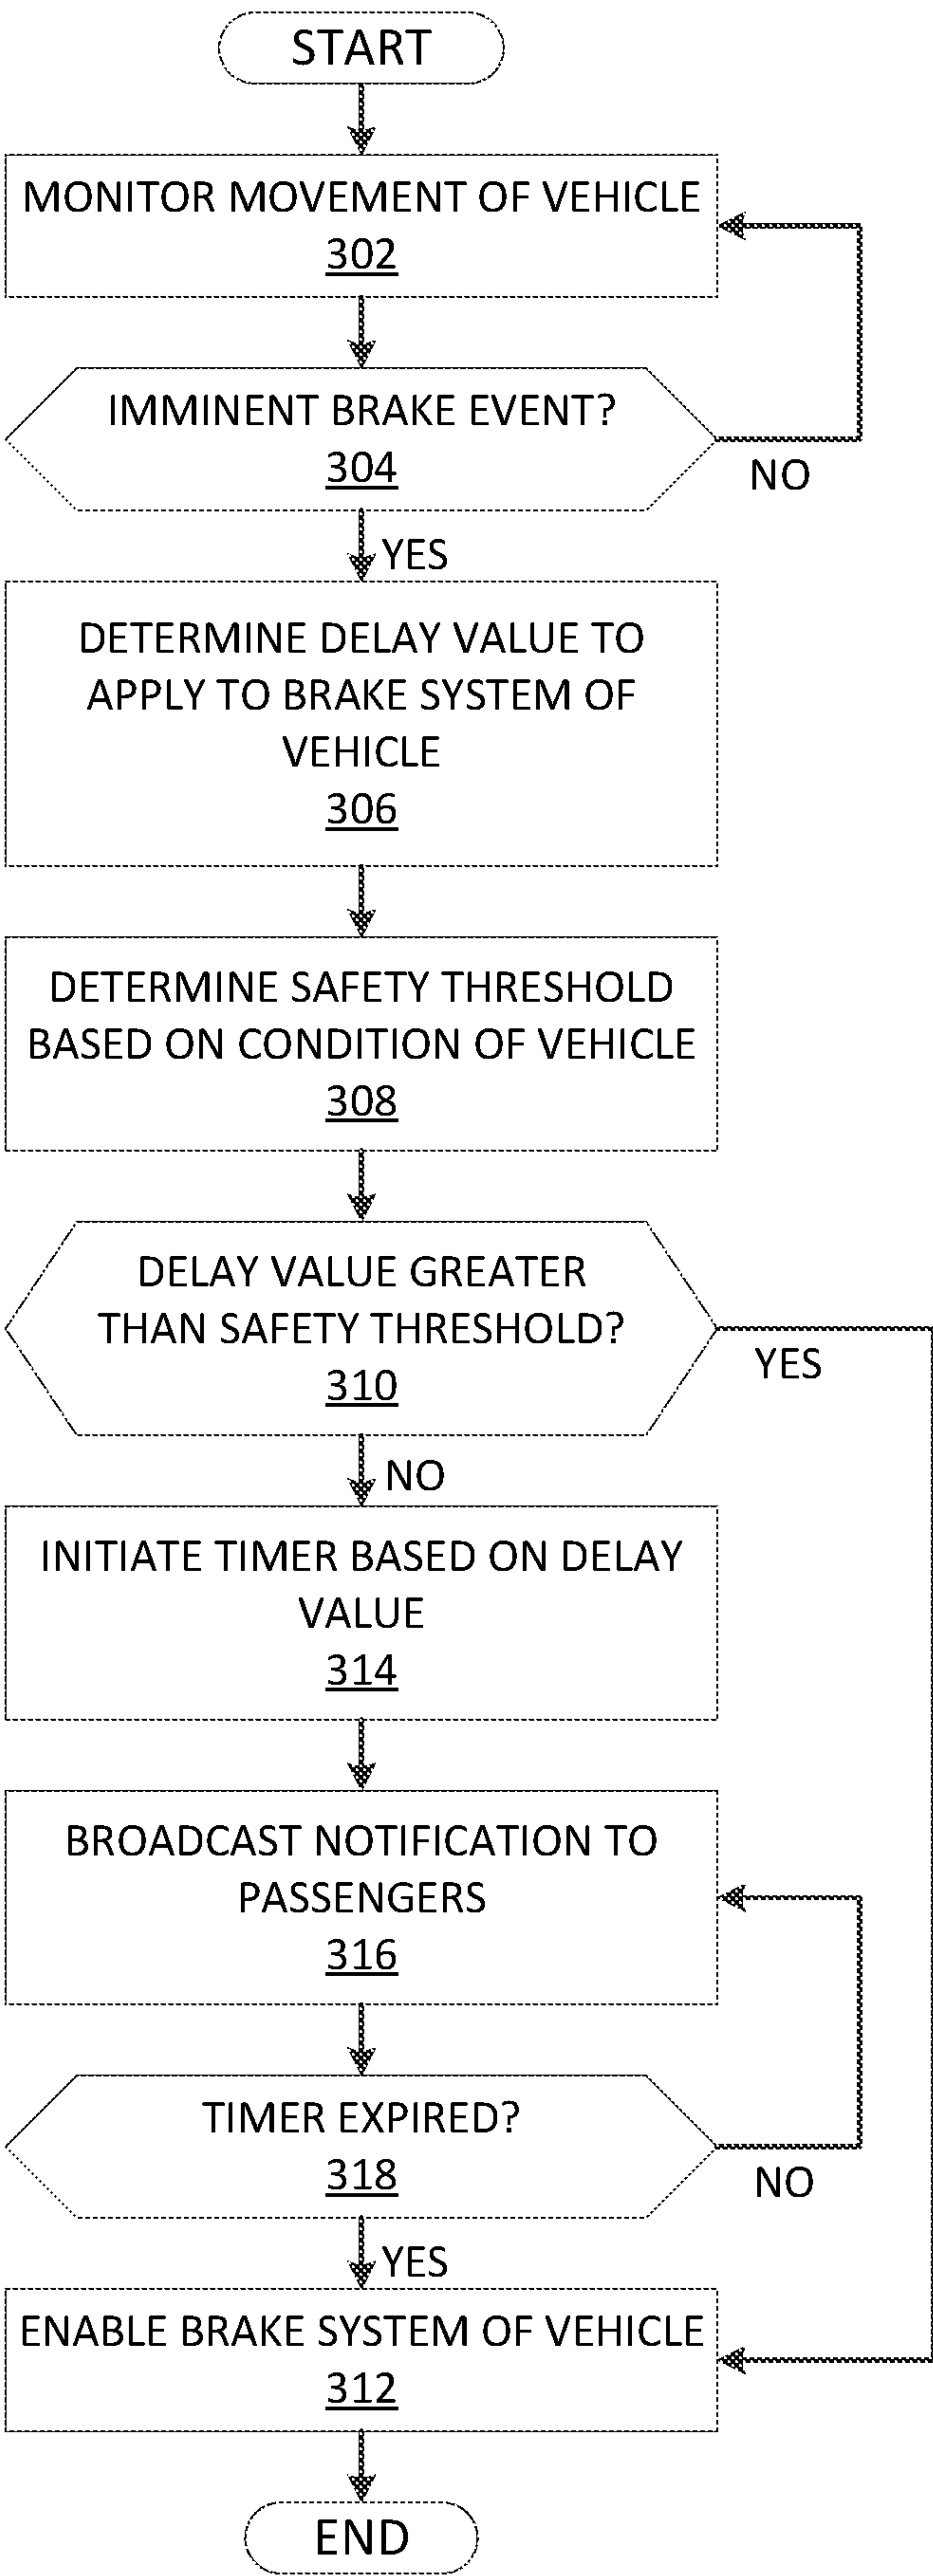 START
MONITOR MOVEMENT OF VEHICLE
302
IMMINENT BRAKE EVENT?
304
NO
YES
DETERMINE DELAY VALUE TO
APPLY TO BRAKE SYSTEM OF
VEHICLE
306
DETERMINE SAFETY THRESHOLD
BASED ON CONDITION OF VEHICLE
308
DELAY VALUE GREATER
THAN SAFETY THRESHOLD?
310
YES
NO
INITIATE TIMER BASED ON DELAY
VALUE
314
BROADCAST NOTIFICATION TO
PASSENGERS
316
TIMER EXPIRED?
318
NO
YES
ENABLE BRAKE SYSTEM OF VEHICLE
312
END